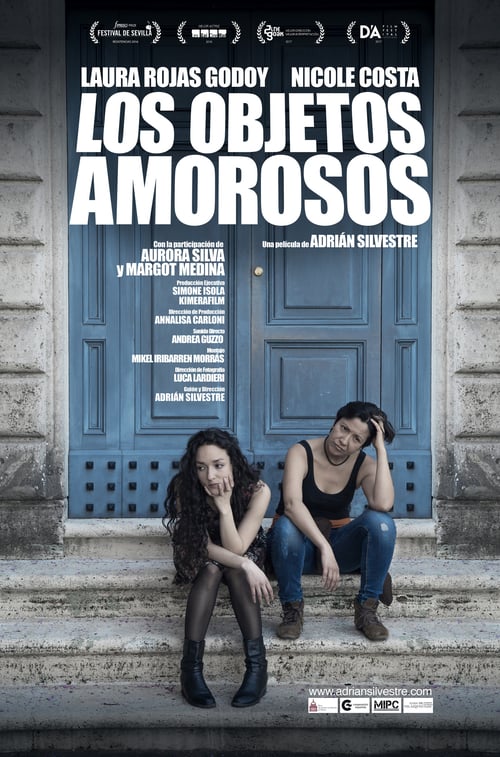 FESTIVAL DE SEVILLA
D'A
LAURA ROJAS GODOY NICOLE COSTA
LOS OBJETOS
AMOROSOS
Con la participación de
AURORA SILVA
y MARGOT MEDINA
Una película de ADRIÁN SILVESTRE
Producción Ejecutiva
SIMONE ISOLA
KIMERAFILM
Dirección de Producción
ANNALISA CARLONI
Sonido Directo
ANDREA GUZZO
Montaje
MIKEL IRIBARREN MORRÁS
Dirección de Fotografía
LUCA LARDIERI
Guión y Dirección
ADRIÁN SILVESTRE
www.adriansilvestre.com
MIPC